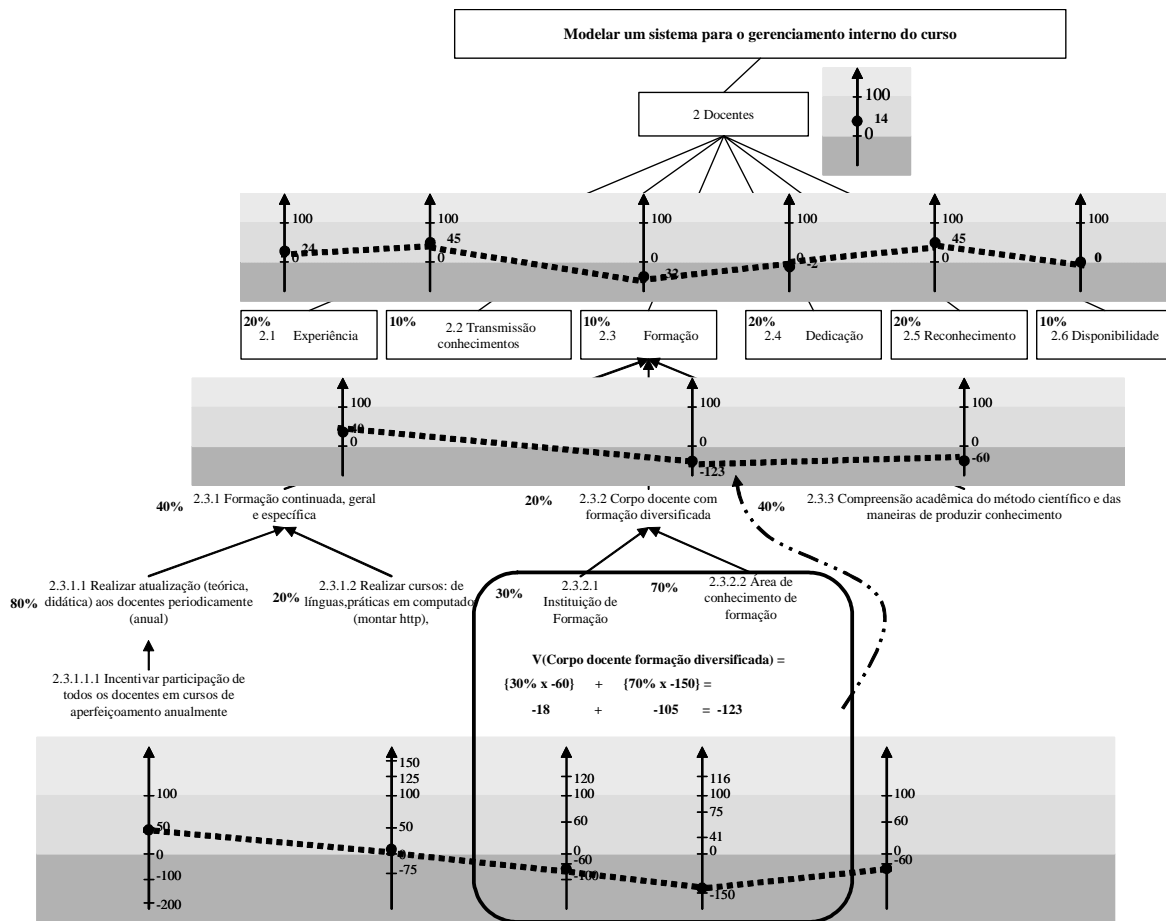 Modelar um sistema para o gerenciamento interno do curso
2 Docentes
100
14
0
100
24
0
100
45
0
100
0
-32
100
0
-2
100
45
0
100
0
20%
2.1 Experiência
10%
2.2 Transmissão
conhecimentos
10%
2.3 Formação
20%
2.4 Dedicação
20%
2.5 Reconhecimento
10%
2.6 Disponibilidade
100
40
0
100
0
-123
100
0
-60
40%
2.3.1 Formação continuada, geral
e específica
20%
2.3.2 Corpo docente com
formação diversificada
40%
2.3.3 Compreensão acadêmica do método científico e das
maneiras de produzir conhecimento
80%
2.3.1.1 Realizar atualização (teórica,
didática) aos docentes periodicamente
(anual)
20%
2.3.1.2 Realizar cursos: de
línguas,práticas em computado
(montar http),
30%
2.3.2.1
Instituição de
Formação
70%
2.3.2.2 Área de
conhecimento de
formação
2.3.1.1.1 Incentivar participação de
todos os docentes em cursos de
aperfeiçoamento anualmente
V(Corpo docente formação diversificada) =
{30% x -60} + {70% x -150} =
-18 + -105 = -123
100
50
0
-100
-200
150
125
100
50
0
-75
120
100
60
0
-60
-100
116
100
75
41
0
-150
100
60
0
-60